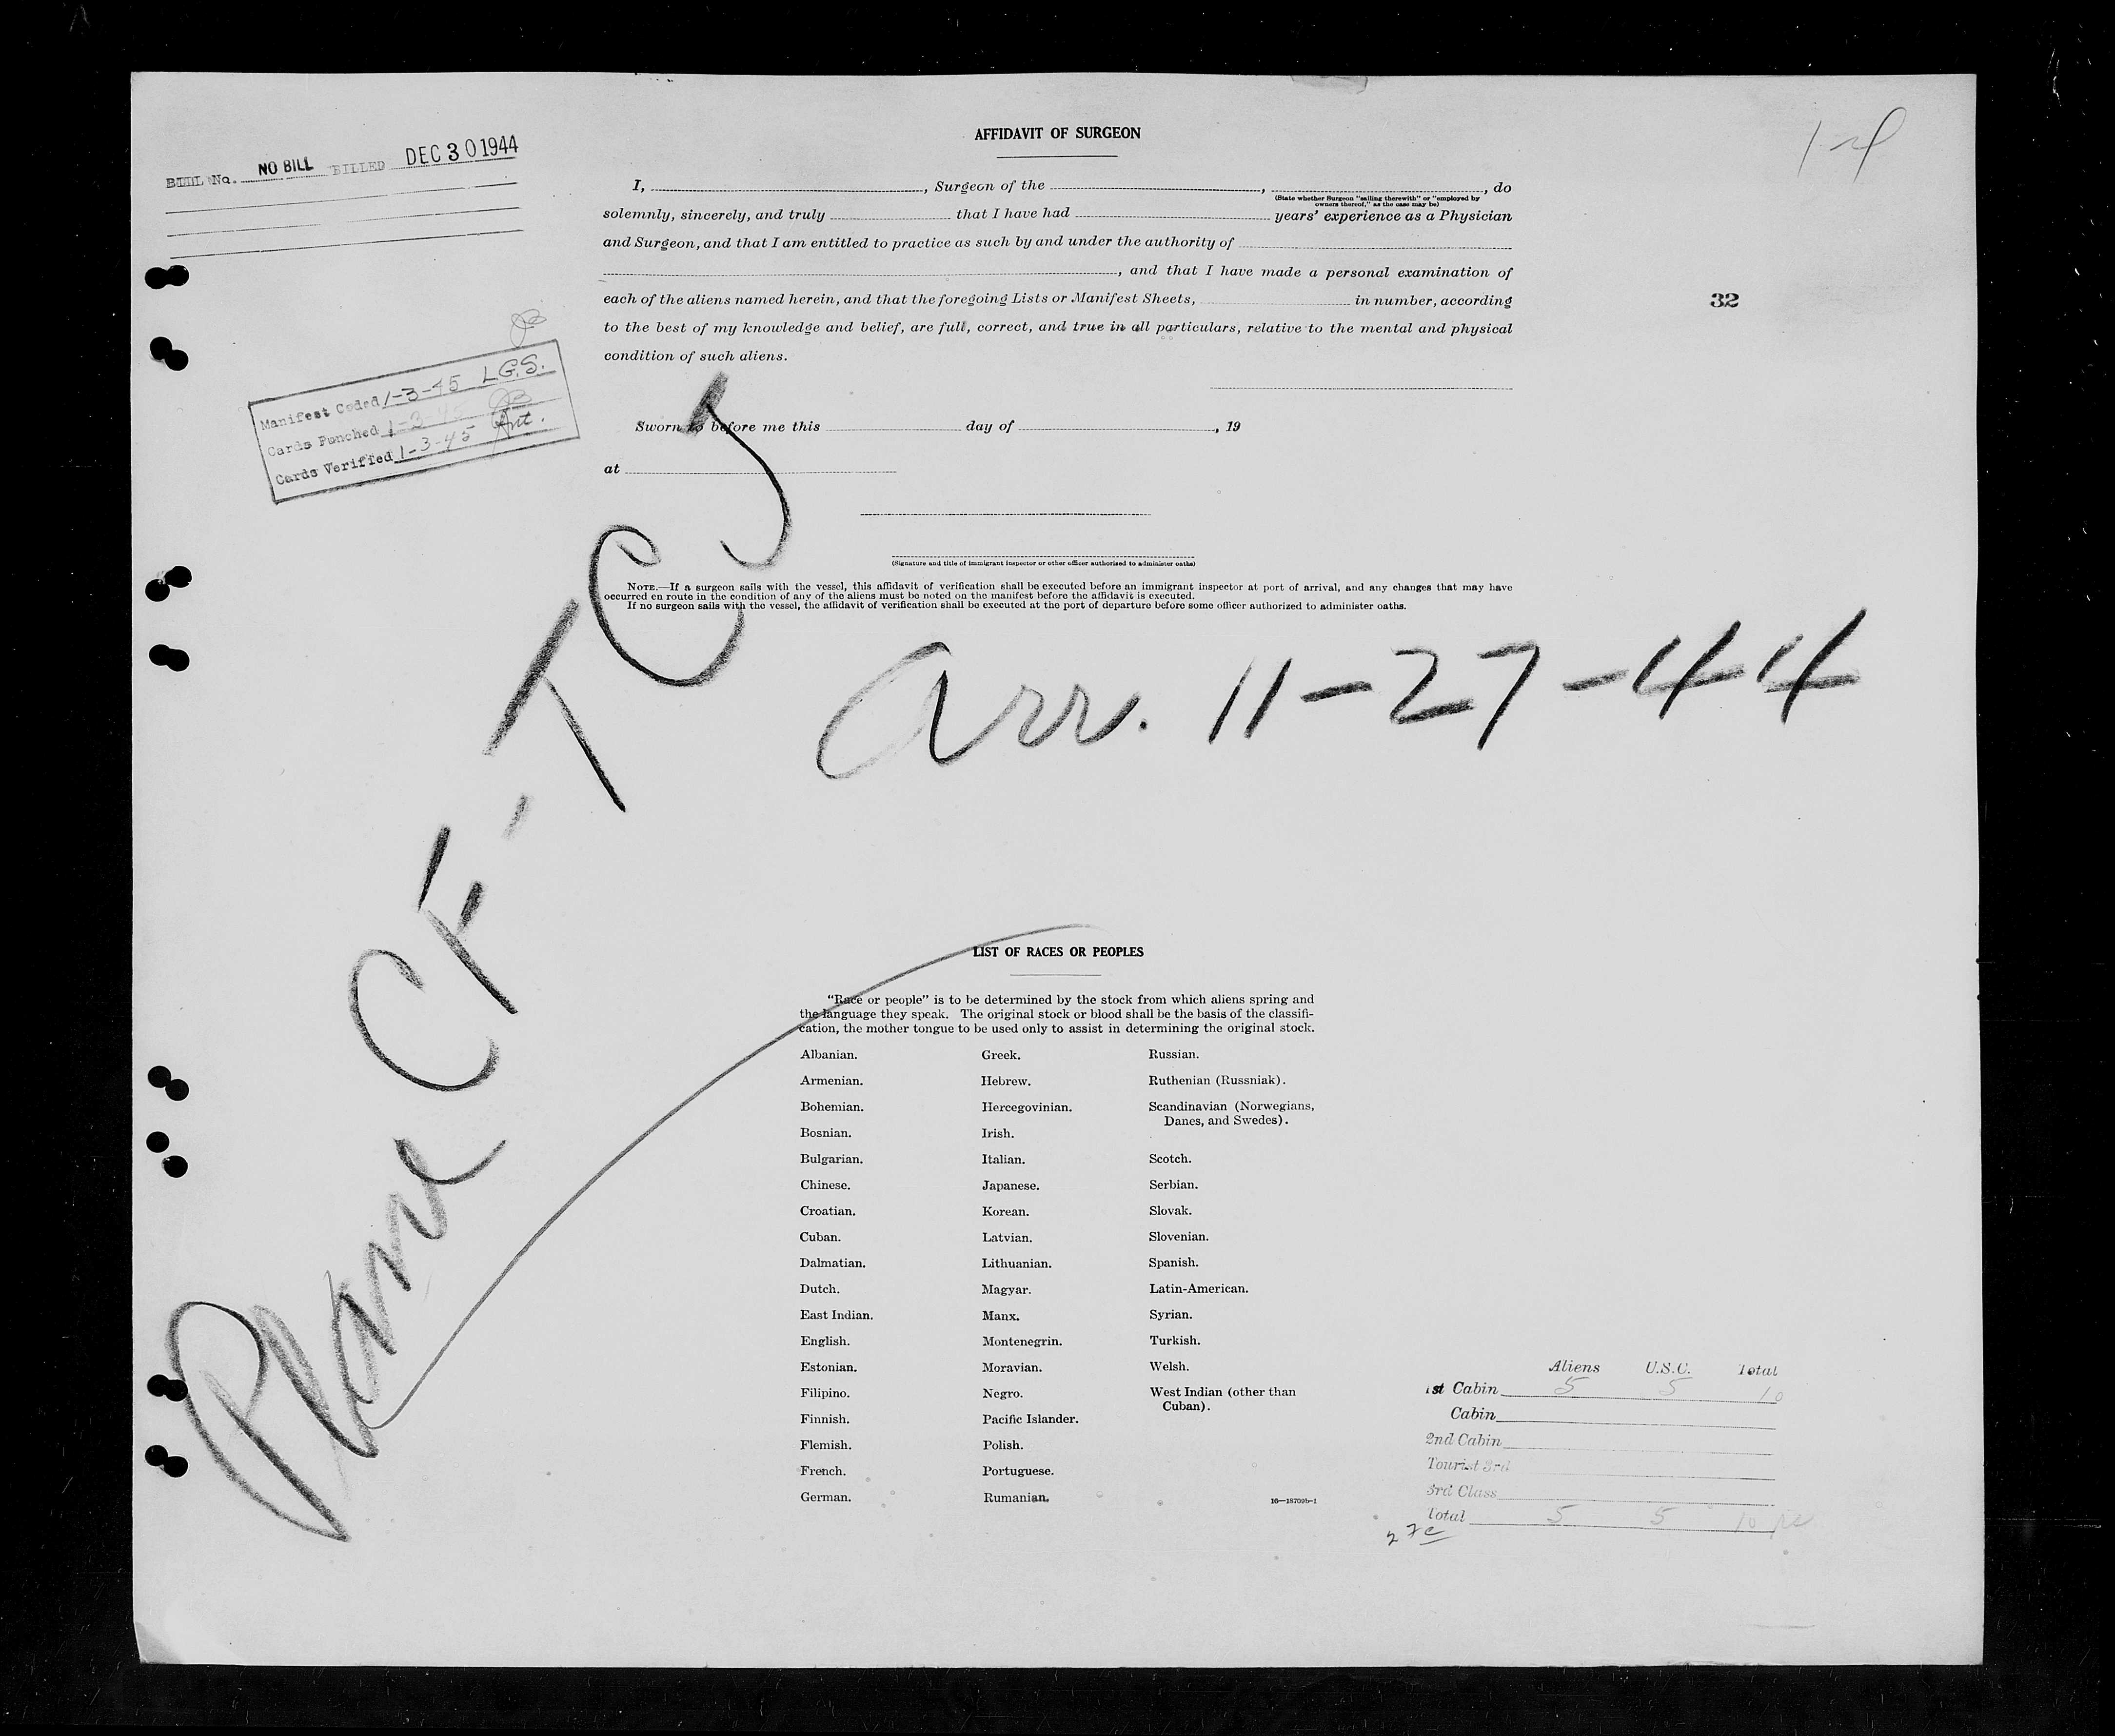 BILL No. NO BILL BILLED DEC 30 1944
AFFIDAVIT OF SURGEON
I, , Surgeon of the , , do
(State whether Surgeon "sailing therewith" or "employed by
owners thereof," as the case may be)
solemnly, sincerely, and truly that I have had years' experience as a Physician
and Surgeon, and that I am entitled to practice as such by and under the authority of
, and that I have made a personal examination of
each of the aliens named herein, and that the foregoing Lists or Manifest Sheets, in number, according
32
to the best of my knowledge and belief, are full, correct, and true in all particulars, relative to the mental and physical
condition of such aliens.
Manifest Coded 1-3-45 L.G.S.
Cards Punched 1-3-45
Cards Verified 1-3-45
Sworn to before me this day of , 19
at
(Signature and title of immigrant inspector or other officer authorized to administer oaths)
NOTE.—If a surgeon sails with the vessel, this affidavit of verification shall be executed before an immigrant inspector at port of arrival, and any changes that may have
occurred en route in the condition of any of the aliens must be noted on the manifest before the affidavit is executed.
If no surgeon sails with the vessel, the affidavit of verification shall be executed at the port of departure before some officer authorized to administer oaths.
Plane CF-TCJ
Arr. 11-27-44
LIST OF RACES OR PEOPLES
"Race or people" is to be determined by the stock from which aliens spring and
the language they speak. The original stock or blood shall be the basis of the classifi-
cation, the mother tongue to be used only to assist in determining the original stock.
Albanian.
Armenian.
Bohemian.
Bosnian.
Bulgarian.
Chinese.
Croatian.
Cuban.
Dalmatian.
Dutch.
East Indian.
English.
Estonian.
Filipino.
Finnish.
Flemish.
French.
German.
Greek.
Hebrew.
Hercegovinian.
Irish.
Italian.
Japanese.
Korean.
Latvian.
Lithuanian.
Magyar.
Manx.
Montenegrin.
Moravian.
Negro.
Pacific Islander.
Polish.
Portuguese.
Rumanian.
Russian.
Ruthenian (Russniak).
Scandinavian (Norwegians,
Danes, and Swedes).
Scotch.
Serbian.
Slovak.
Slovenian.
Spanish.
Latin-American.
Syrian.
Turkish.
Welsh.
West Indian (other than
Cuban).
16—18709b-1
Aliens U.S.C. Total
1st Cabin 5 5 10
Cabin
2nd Cabin
Tourist 3rd
3rd Class
Total 5 5 10